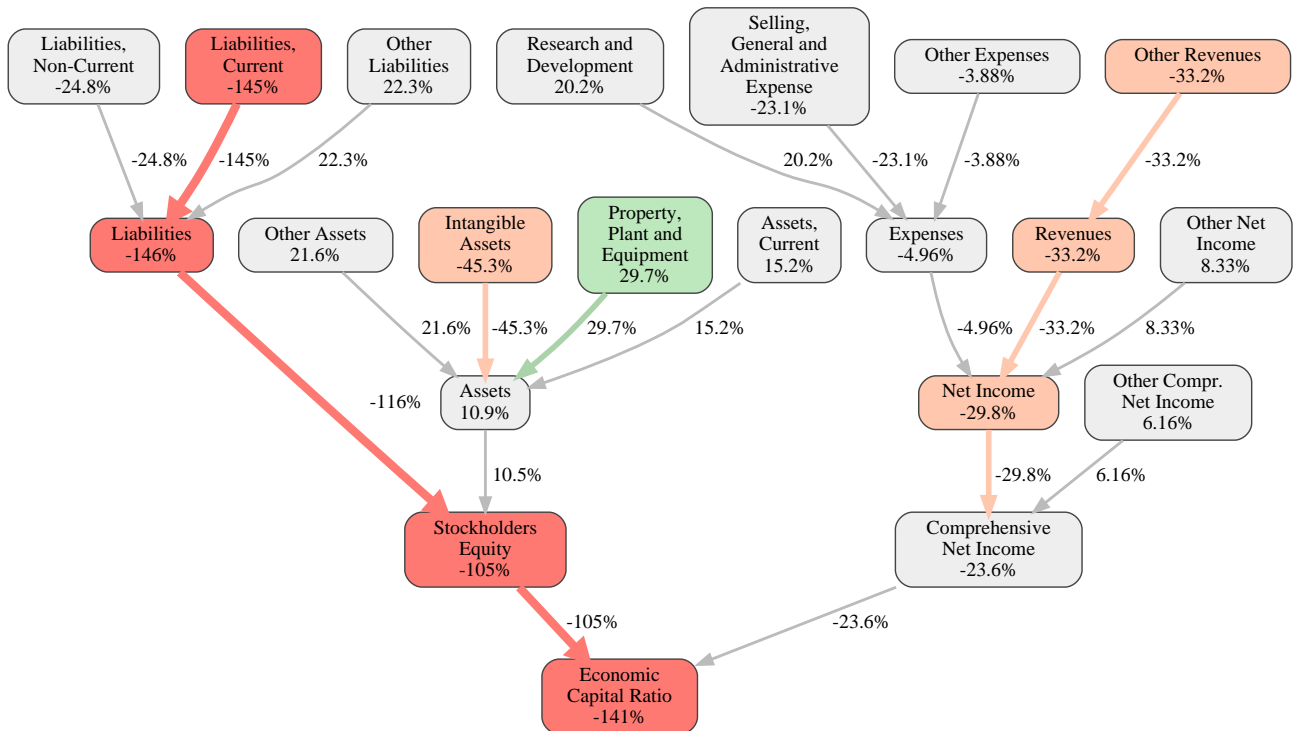 Liabilities,
Non-Current
-24.8%
Liabilities,
Current
-145%
Other
Liabilities
22.3%
Research and
Development
20.2%
Selling,
General and
Administrative
Expense
-23.1%
Other Expenses
-3.88%
Other Revenues
-33.2%
-24.8%
-145%
22.3%
20.2%
-23.1%
-3.88%
-33.2%
Liabilities
-146%
Other Assets
21.6%
Intangible
Assets
-45.3%
Property,
Plant and
Equipment
29.7%
Assets,
Current
15.2%
Expenses
-4.96%
Revenues
-33.2%
Other Net
Income
8.33%
21.6%
-45.3%
29.7%
15.2%
-4.96%
-33.2%
8.33%
-116%
Assets
10.9%
Net Income
-29.8%
Other Compr.
Net Income
6.16%
10.5%
-29.8%
6.16%
Stockholders
Equity
-105%
Comprehensive
Net Income
-23.6%
-105%
-23.6%
Economic
Capital Ratio
-141%